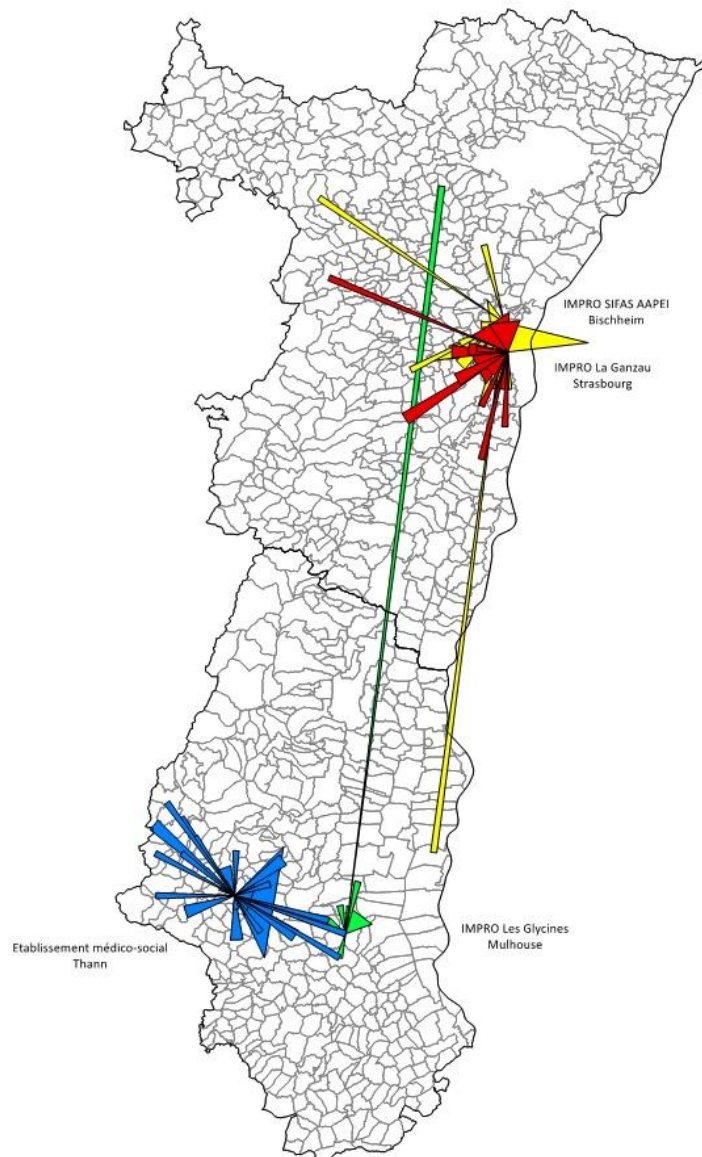 IMPRO SIFAS AAPEI
Bischheim
IMPRO La Ganzau
Strasbourg
IMPRO Les Glycines
Mulhouse
Etablissement médico-social
Thann